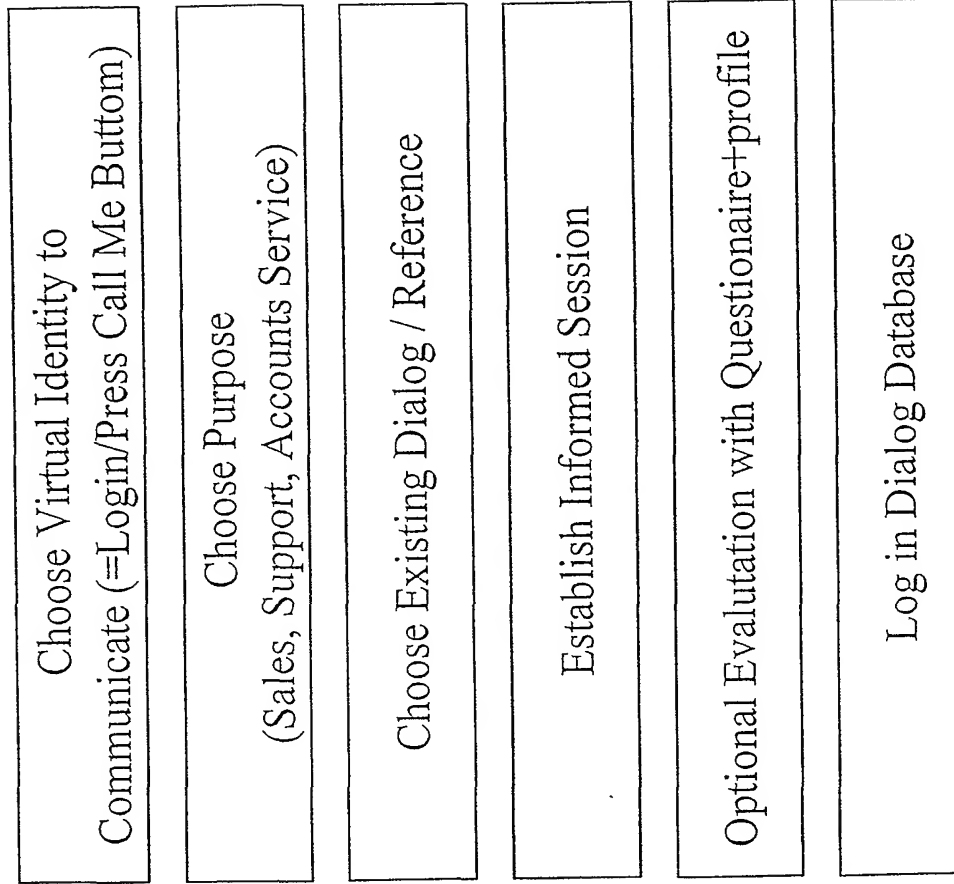 Choose Virtual Identity to
Communicate (=Login/Press Call Me Buttom)
Choose Purpose
(Sales, Support, Accounts Service)
Choose Existing Dialog / Reference
Establish Informed Session
Optional Evalutation with Questionaire+profile
Log in Dialog Database